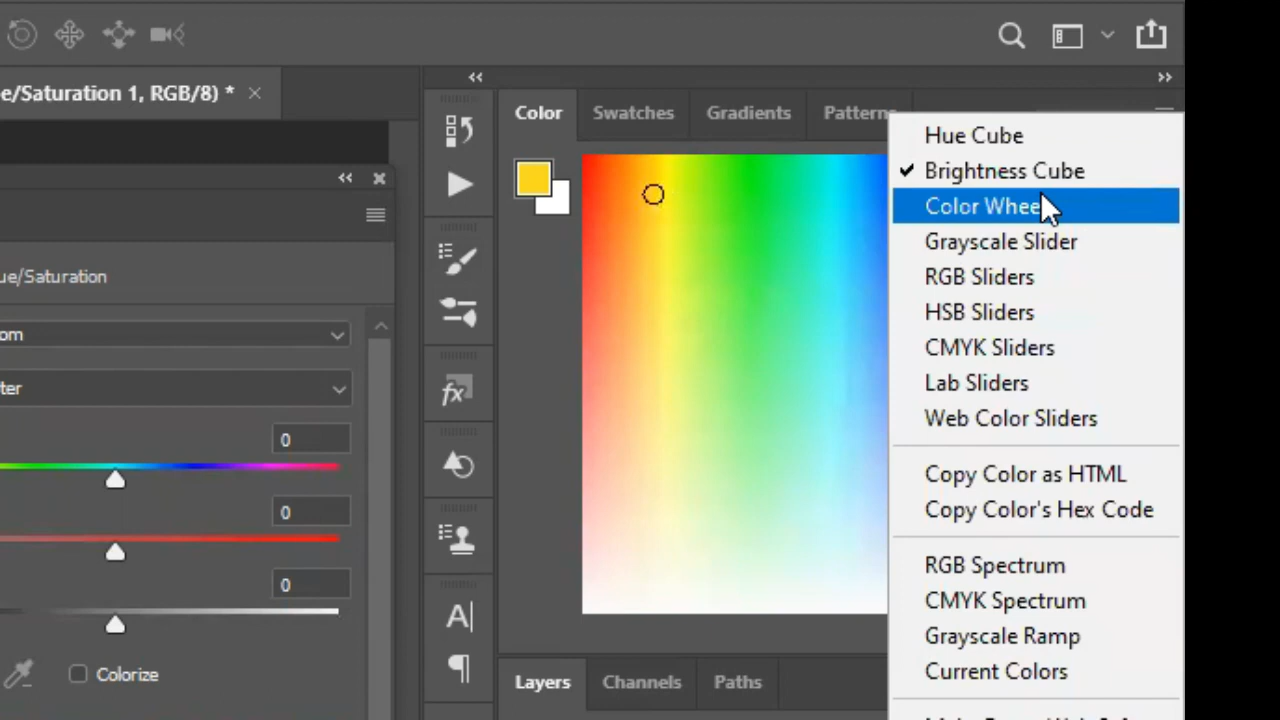 e/Saturation 1, RGB/8) *
Color
Swatches
Gradients
Patterns
Hue Cube
Brightness Cube
Color Wheel
Grayscale Slider
RGB Sliders
HSB Sliders
CMYK Sliders
Lab Sliders
Web Color Sliders
Copy Color as HTML
Copy Color's Hex Code
RGB Spectrum
CMYK Spectrum
Grayscale Ramp
Current Colors
ue/Saturation
om
ter
0
0
0
Colorize
fx
A
Layers
Channels
Paths